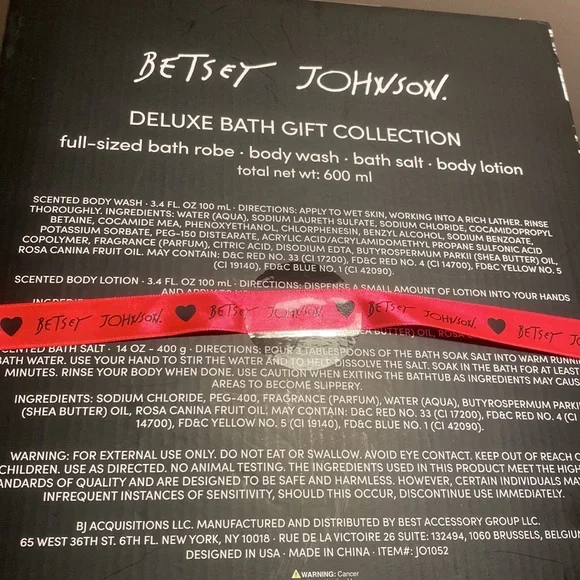 BETSEY JOHNSON.
DELUXE BATH GIFT COLLECTION
full-sized bath robe · body wash · bath salt · body lotion
total net wt: 600 ml
SCENTED BODY WASH · 3.4 FL. OZ 100 mL · DIRECTIONS: APPLY TO WET SKIN, WORKING INTO A RICH LATHER. RINSE
THOROUGHLY. INGREDIENTS: WATER (AQUA), SODIUM LAURETH SULFATE, SODIUM CHLORIDE, COCAMIDOPROPYL
BETAINE, COCAMIDE MEA, PHENOXYETHANOL, CHLORPHENESIN, BENZYL ALCOHOL, SODIUM BENZOATE,
POTASSIUM SORBATE, PEG-150 DISTEARATE, ACRYLIC ACID/ACRYLAMIDOMETHYL PROPANE SULFONIC ACID
COPOLYMER, FRAGRANCE (PARFUM), CITRIC ACID, DISODIUM EDTA, BUTYROSPERMUM PARKII (SHEA BUTTER) OIL,
ROSA CANINA FRUIT OIL. MAY CONTAIN: D&C RED NO. 33 (CI 17200), FD&C RED NO. 4 (CI 14700), FD&C YELLOW NO. 5
(CI 19140), FD&C BLUE NO. 1 (CI 42090).
SCENTED BODY LOTION · 3.4 FL. OZ 100 mL · DIRECTIONS: DISPENSE A SMALL AMOUNT OF LOTION INTO YOUR HANDS
BETSEY JOHNSON. BETSEY JOHNSON. BETSEY JOHNSON. BETSEY JO
BUTTER) OIL, ROSA
SCENTED BATH SALT · 14 OZ - 400 g · DIRECTIONS: POUR 3 TABLESPOONS OF THE BATH SOAK SALT INTO WARM RUNNIN
BATH WATER. USE YOUR HAND TO STIR THE WATER AND TO HELP DISSOLVE THE SALT. SOAK IN THE BATH FOR AT LEAST
MINUTES. RINSE YOUR BODY WHEN DONE. USE CAUTION WHEN EXITING THE BATHTUB AS INGREDIENTS MAY CAUS
AREAS TO BECOME SLIPPERY.
INGREDIENTS: SODIUM CHLORIDE, PEG-400, FRAGRANCE (PARFUM), WATER (AQUA), BUTYROSPERMUM PARKII
(SHEA BUTTER) OIL, ROSA CANINA FRUIT OIL. MAY CONTAIN: D&C RED NO. 33 (CI 17200), FD&C RED NO. 4 (CI
14700), FD&C YELLOW NO. 5 (CI 19140), FD&C BLUE NO. 1 (CI 42090).
WARNING: FOR EXTERNAL USE ONLY. DO NOT EAT OR SWALLOW. AVOID EYE CONTACT. KEEP OUT OF REACH O
CHILDREN. USE AS DIRECTED. NO ANIMAL TESTING. THE INGREDIENTS USED IN THIS PRODUCT MEET THE HIGH
ANDARDS OF QUALITY AND ARE DESIGNED TO BE SAFE AND HARMLESS. HOWEVER, CERTAIN INDIVIDUALS MAY
INFREQUENT INSTANCES OF SENSITIVITY, SHOULD THIS OCCUR, DISCONTINUE USE IMMEDIATELY.
BJ ACQUISITIONS LLC. MANUFACTURED AND DISTRIBUTED BY BEST ACCESSORY GROUP LLC.
65 WEST 36TH ST. 6TH FL. NEW YORK, NY 10018 · RUE DE LA VICTOIRE 26 SUITE: 132494, 1060 BRUSSELS, BELGIUM
DESIGNED IN USA · MADE IN CHINA · ITEM#: JO1052
WARNING: Cancer